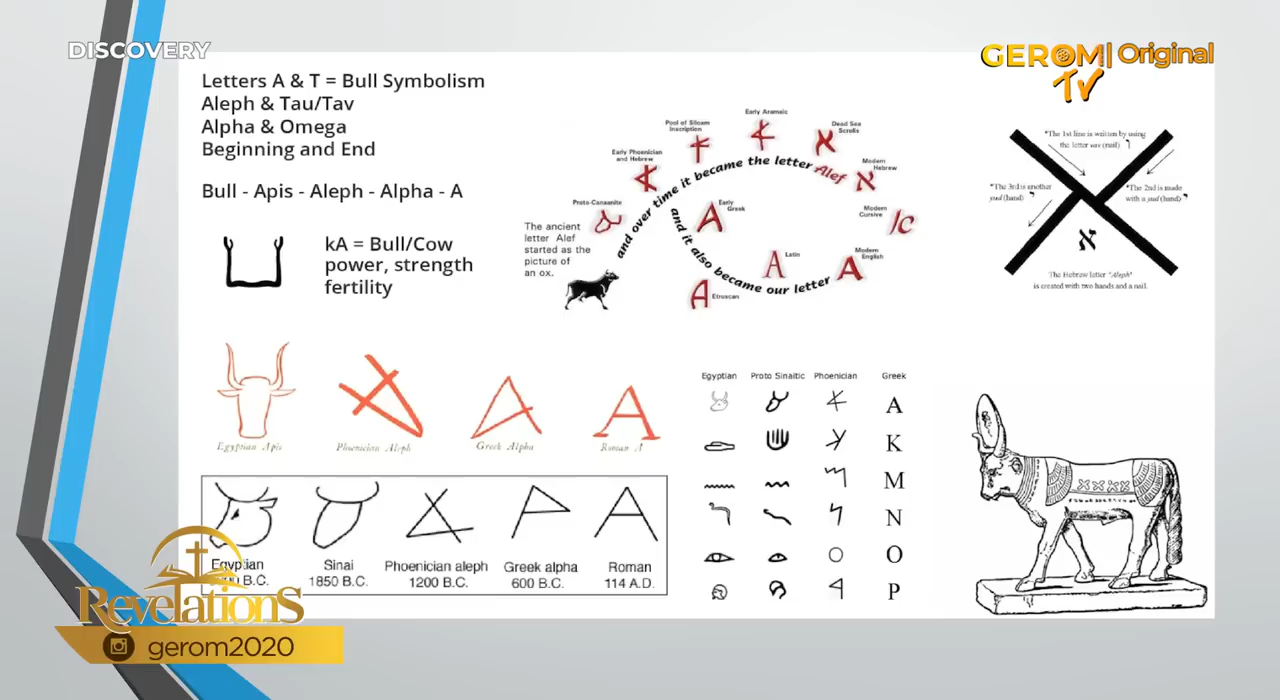 DISCOVERY
GEROM TV | Original
Letters A & T = Bull Symbolism
Aleph & Tau/Tav
Alpha & Omega
Beginning and End
Bull - Apis - Aleph - Alpha - A
kA = Bull/Cow
power, strength
fertility
The ancient
letter Alef
started as the
picture of
an ox.
Proto-Canaanite
Early Phoenician
and Hebrew
Pool of Siloam
Inscription
Early Aramaic
Dead Sea
Scrolls
Modern
Hebrew
א
Modern
Cursive
and over time it became the letter Alef
Early
Greek
A
Etruscan
A
Latin
A
Modern
English
A
and it also became our letter
"The 1st line is written by using
the letter vav (nail) ו
"The 3rd is another
yud (hand) י
"The 2nd is made
with a yud (hand) י
א
The Hebrew letter "Aleph"
is created with two hands and a nail.
Egyptian Apis
Phoenician Aleph
Greek Alpha
Roman A
Egyptian
B.C.
Sinai
1850 B.C.
Phoenician aleph
1200 B.C.
Greek alpha
600 B.C.
Roman
114 A.D.
Egyptian Proto Sinaitic Phoenician Greek
A
K
M
N
O
P
Revelations
gerom2020